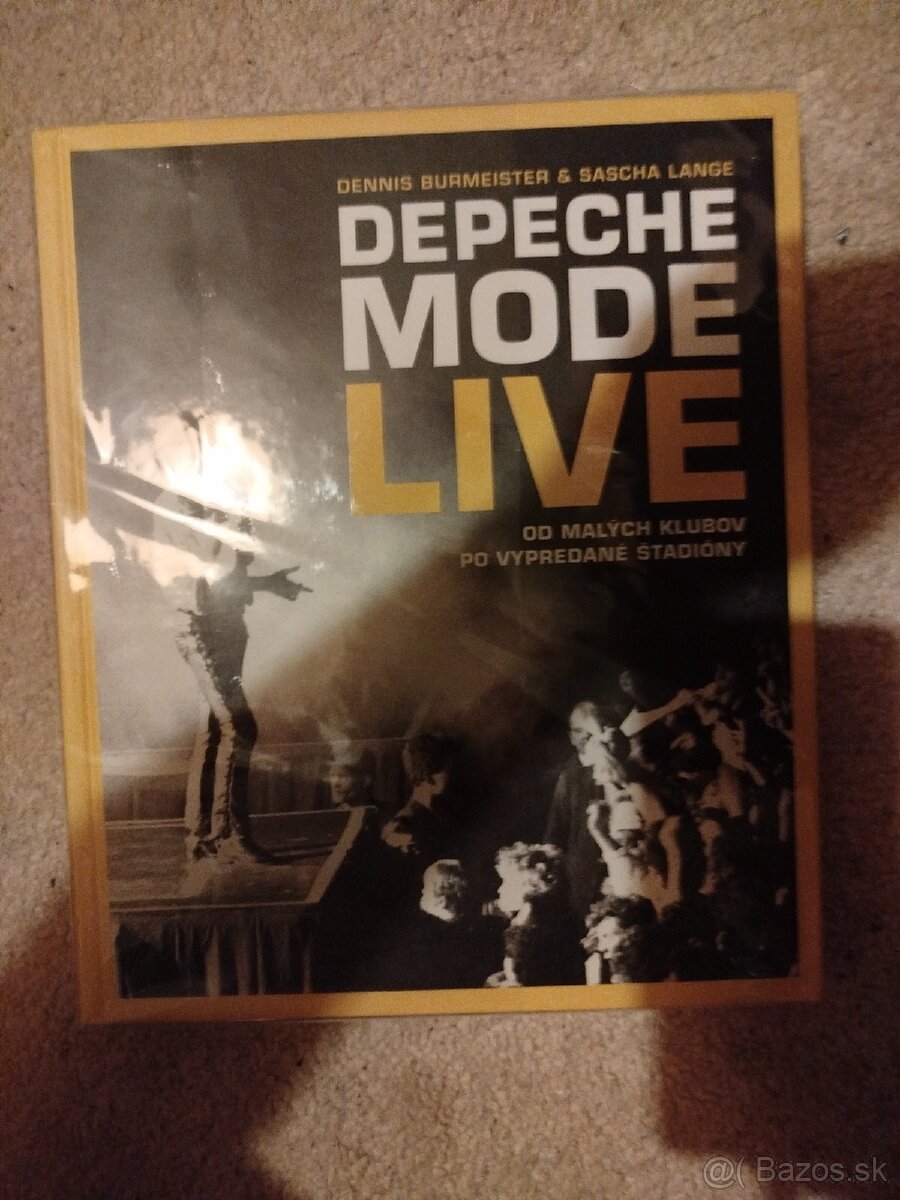 DENNIS BURMEISTER & SASCHA LANGE
DEPECHE
MODE
LIVE
OD MALÝCH KLUBOV
PO VYPREDANÉ ŠTADIÓNY
@( Bazos.sk